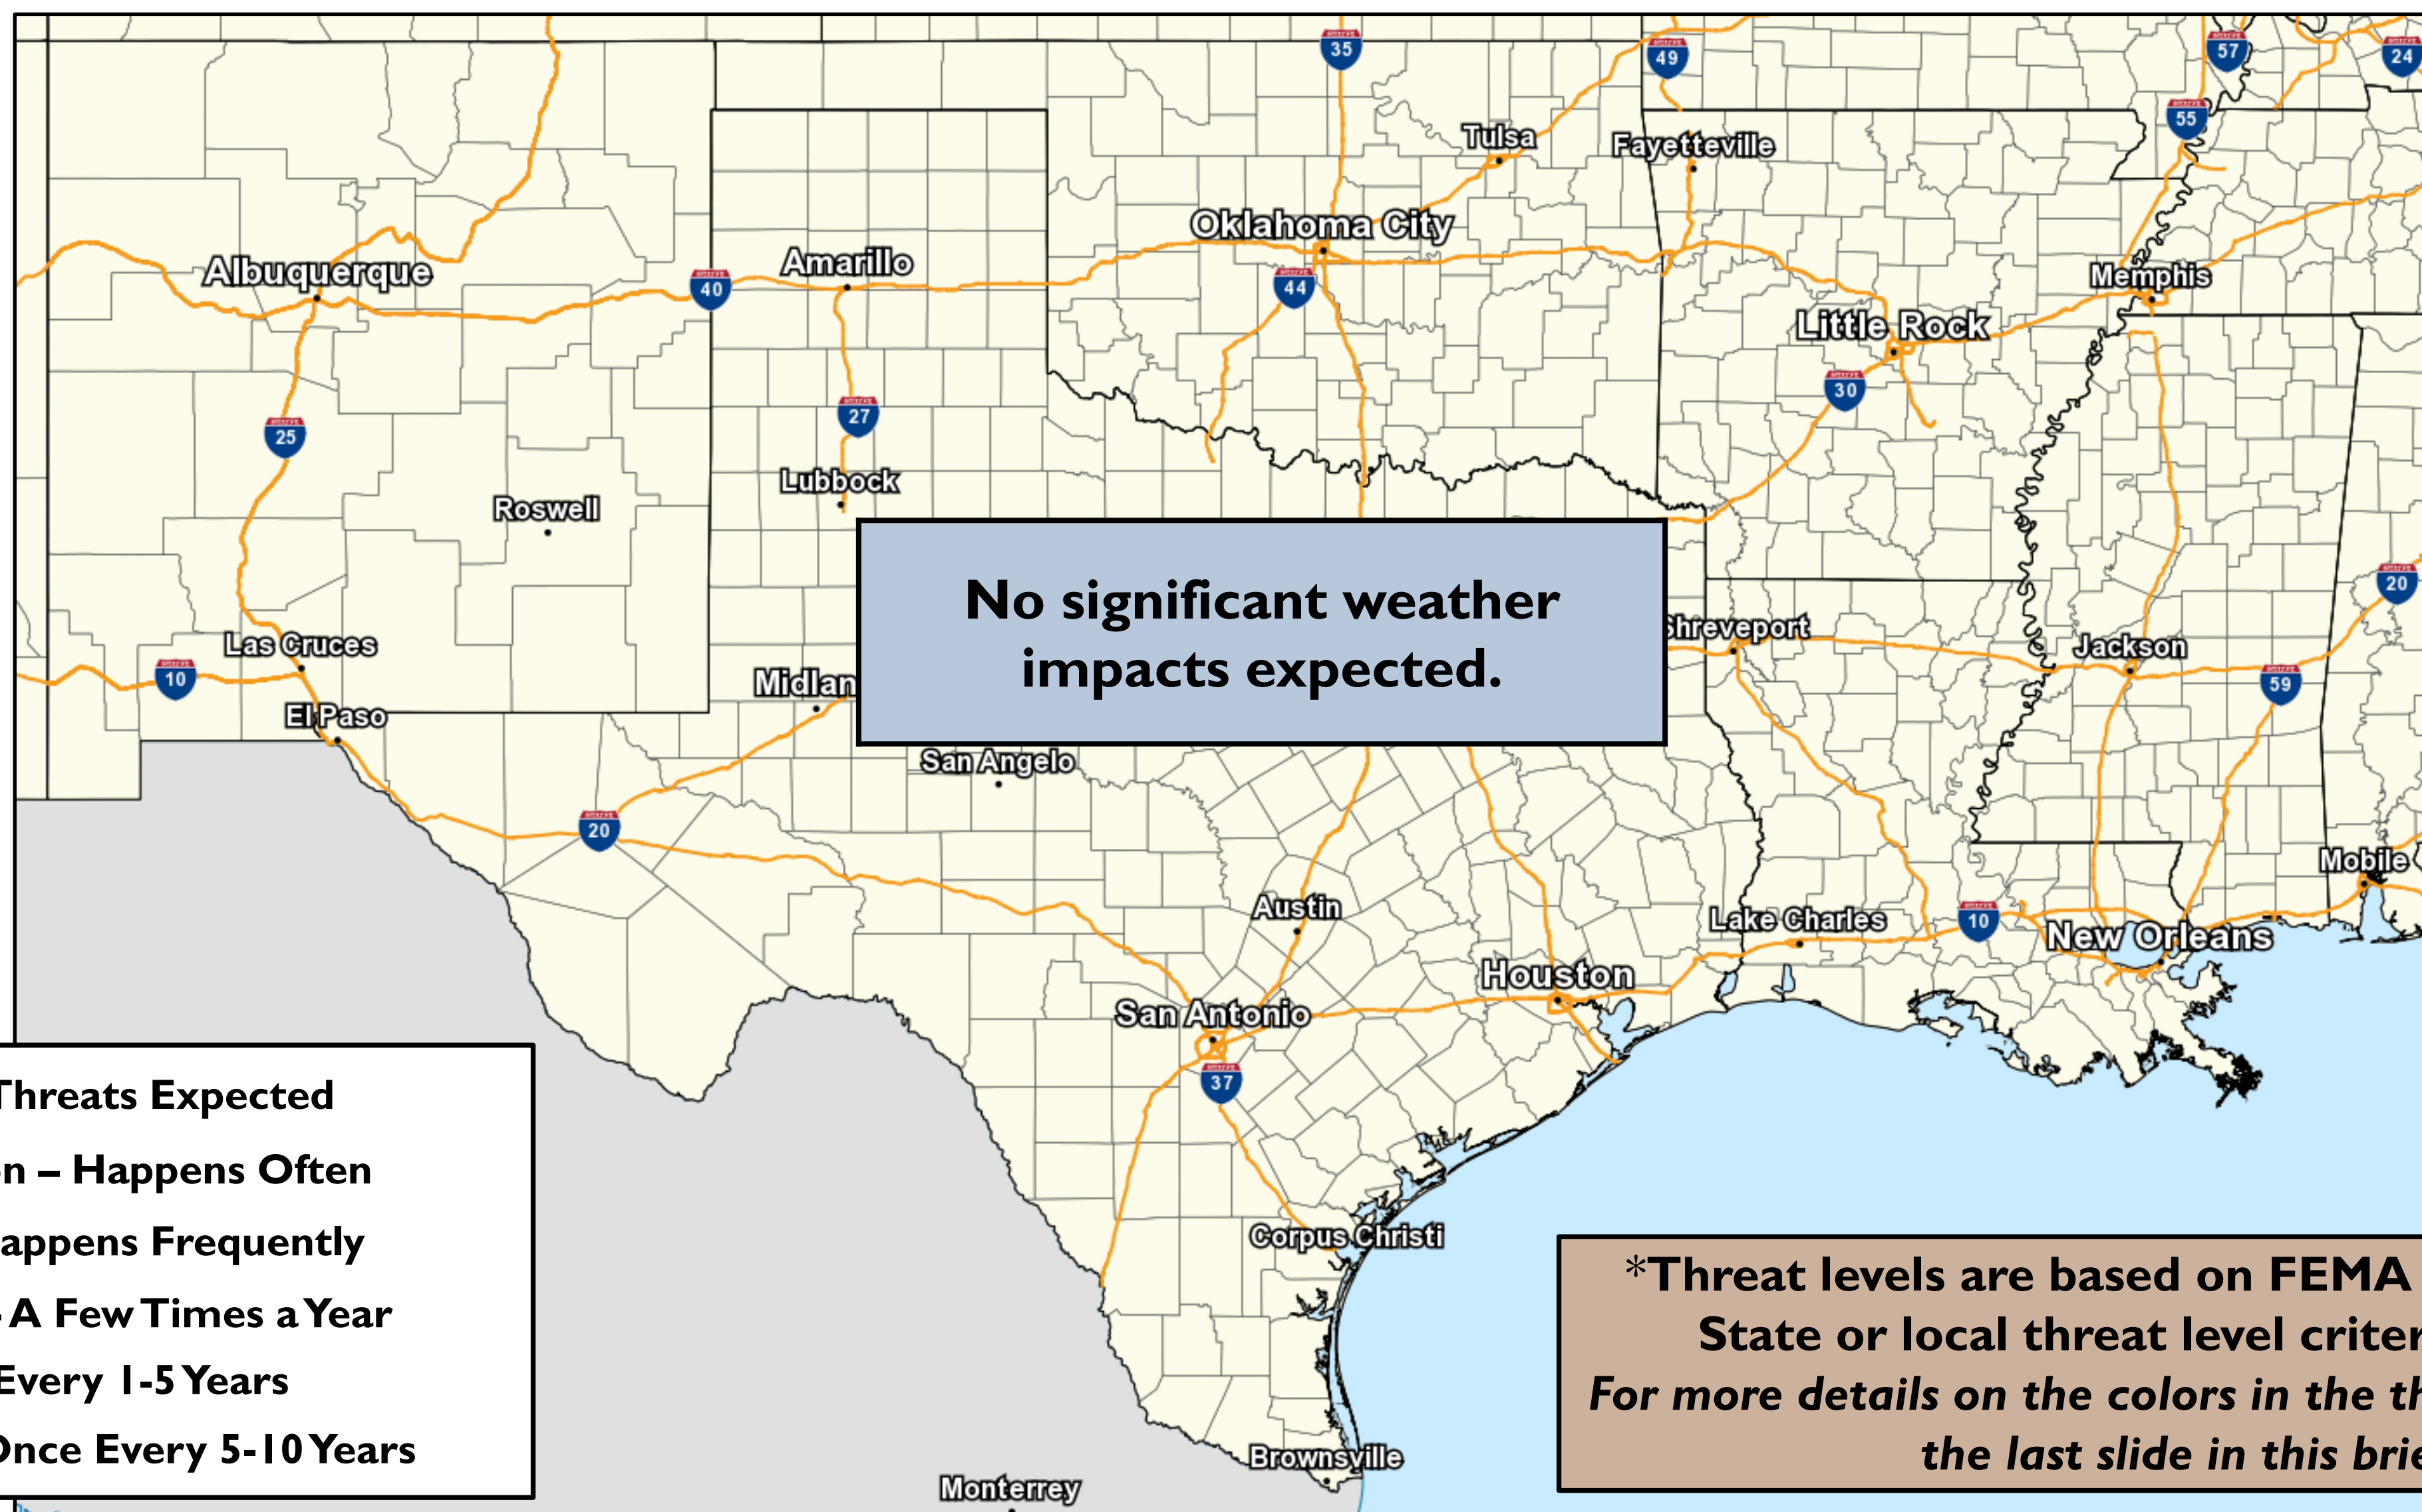 35
49
57
24
55
Tulsa
Fayetteville
Oklahoma City
Albuquerque
Amarillo
40
44
Memphis
Little Rock
30
27
25
Lubbock
Roswell
No significant weather
impacts expected.
20
Shreveport
Las Cruces
Jackson
10
Midlan
59
El Paso
San Angelo
20
Mobile
Austin
Lake Charles
10
New Orleans
Houston
San Antonio
37
Threats Expected
n – Happens Often
appens Frequently
- A Few Times a Year
Every 1-5 Years
Once Every 5-10 Years
Corpus Christi
*Threat levels are based on FEMA
State or local threat level criter
For more details on the colors in the th
the last slide in this brie
Brownsville
Monterrey